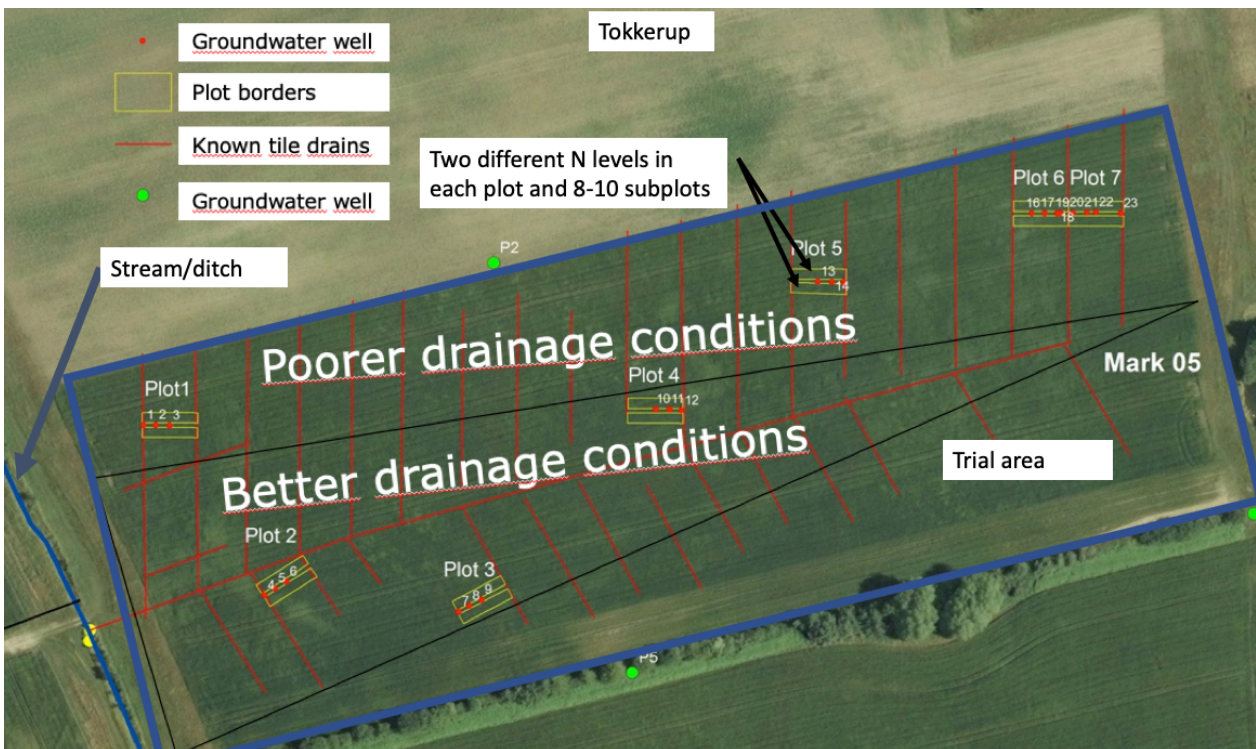 Groundwater well
Plot borders
Known tile drains
Groundwater well
Tokkerup
Two different N levels in
each plot and 8-10 subplots
Stream/ditch
P2
Plot 6 Plot 7
16 17 19 20 21 22 23
18
Plot 5
13
14
Poorer drainage conditions
Mark 05
Plot1
1 2 3
Plot 4
10 11 12
Better drainage conditions
Trial area
Plot 2
4 5 6
Plot 3
7 8 9
P5